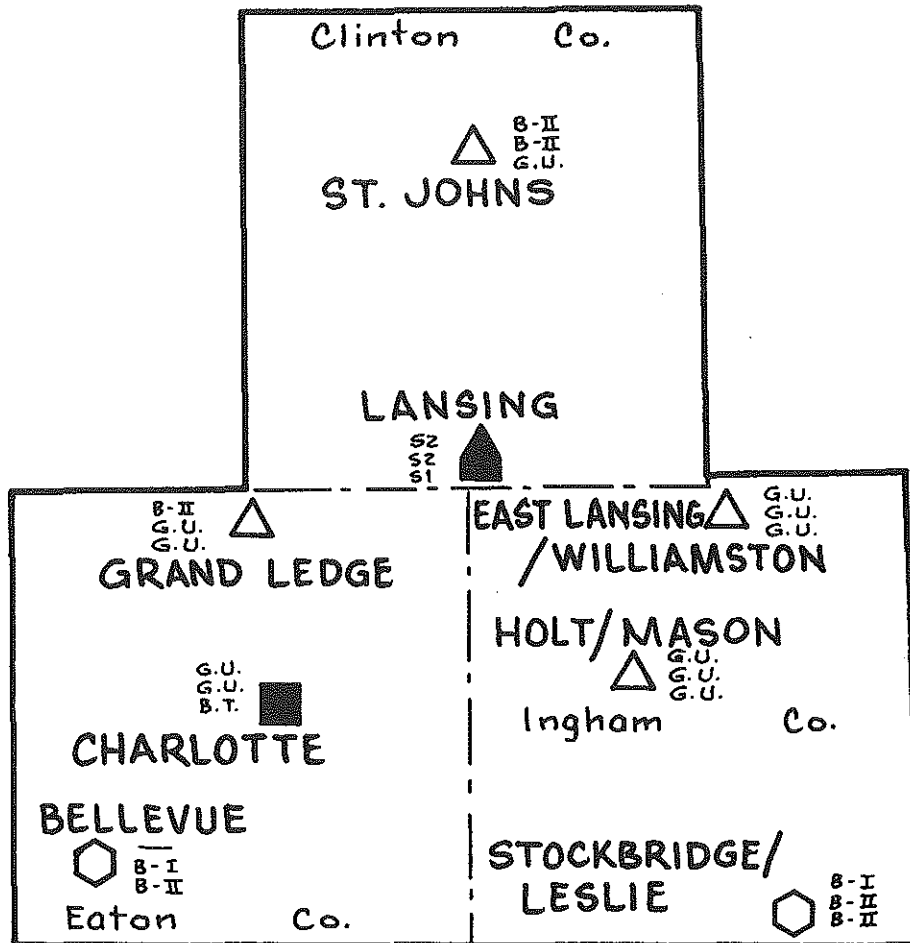 Clinton Co.
B-II
B-II
G.U.
ST. JOHNS
LANSING
S2
S2
S1
B-II
G.U.
G.U.
GRAND LEDGE
EAST LANSING
/WILLIAMSTON
G.U.
G.U.
G.U.
HOLT/MASON
G.U.
G.U.
G.U.
Ingham Co.
G.U.
G.U.
B.T.
CHARLOTTE
BELLEVUE
—
B-I
B-II
Eaton Co.
STOCKBRIDGE/
LESLIE
B-I
B-II
B-II